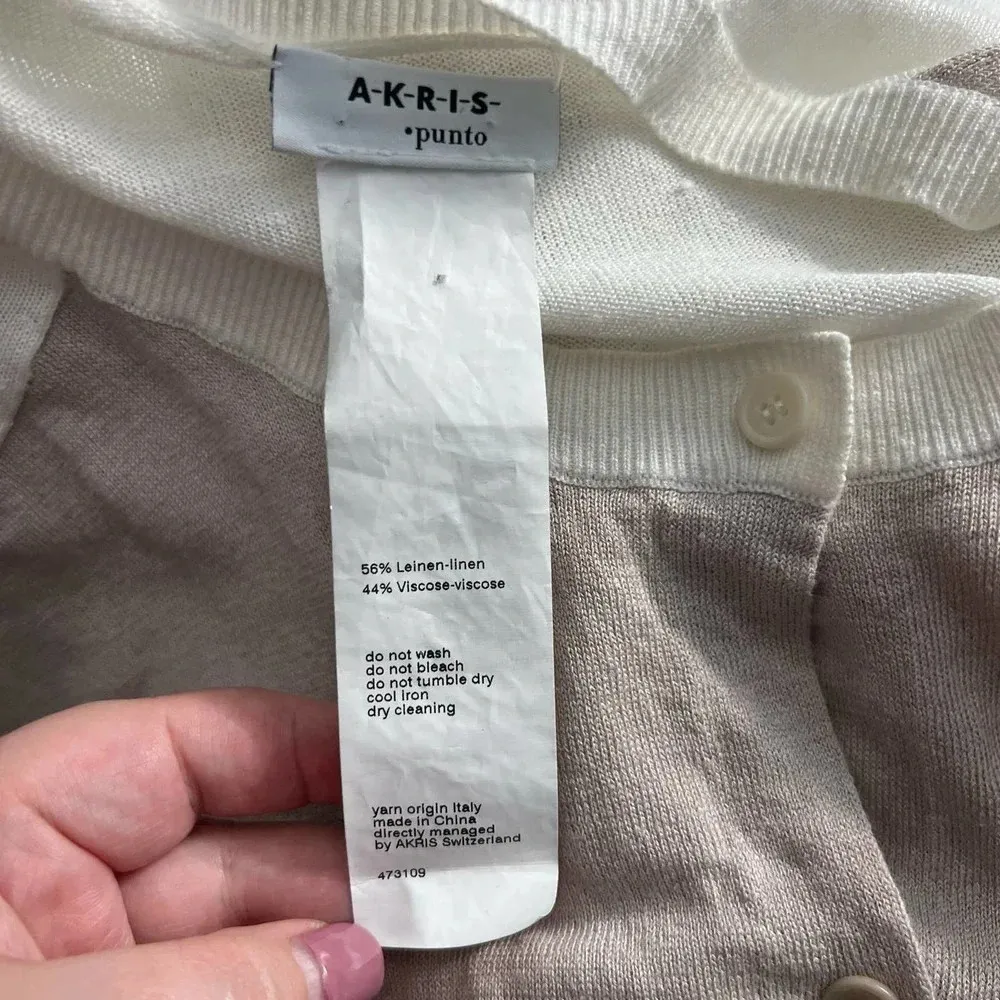 A-K-R-I-S-
•punto
56% Leinen-linen
44% Viscose-viscose
do not wash
do not bleach
do not tumble dry
cool iron
dry cleaning
yarn origin Italy
made in China
directly managed
by AKRIS Switzerland
473109